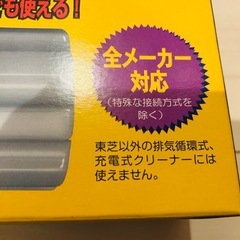 も使える!
全メーカー
対応
(特殊な接続方式を
除く)
東芝以外の排気循環式、
充電式クリーナーには
使えません。